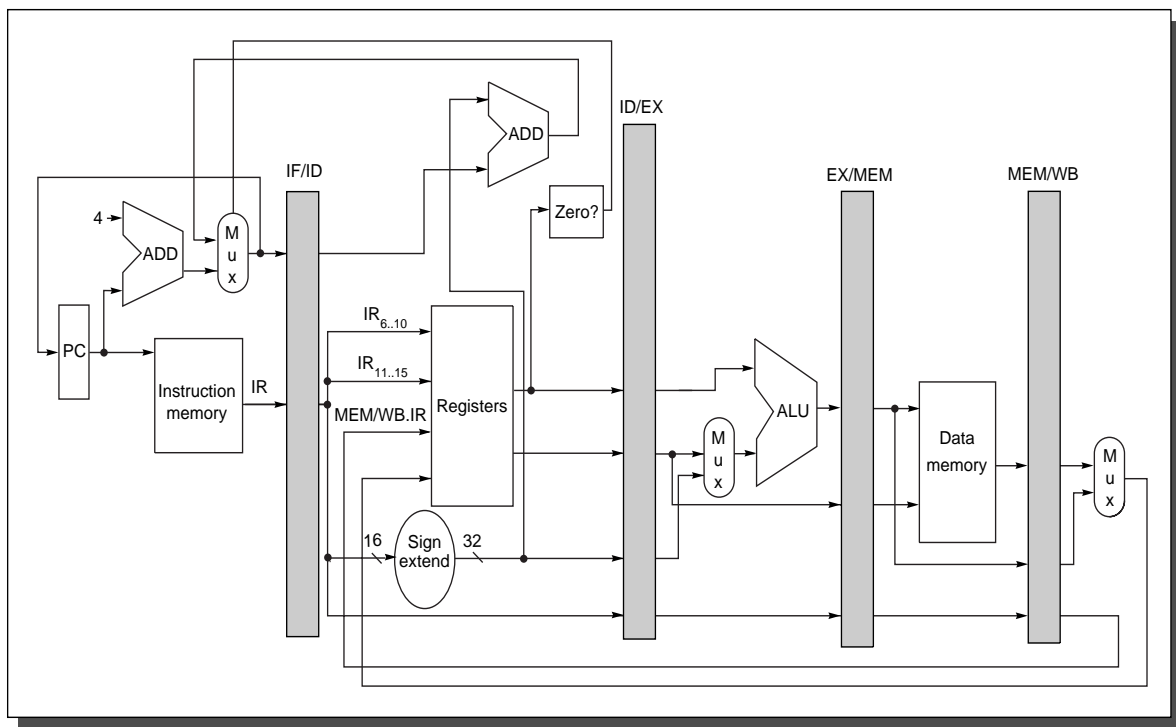 ID/EX
ADD
IF/ID
EX/MEM
MEM/WB
Zero?
4
ADD
M
u
x
IR6..10
PC
IR11..15
Instruction
memory
IR
Registers
MEM/WB.IR
ALU
M
u
x
Data
memory
M
u
x
16
Sign
extend
32